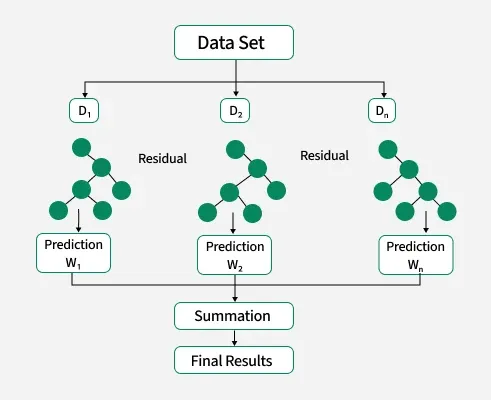 Data Set
D₁
D₂
Dₙ
Residual
Residual
Prediction
W₁
Prediction
W₂
Prediction
Wₙ
Summation
Final Results